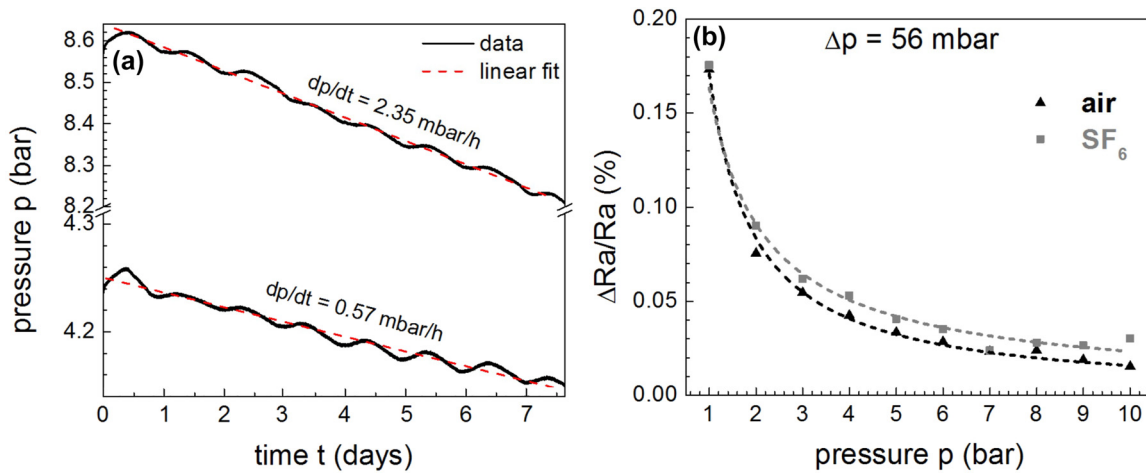 8.6
8.5
8.4
8.3
8.2
4.3
4.2
(a)
data
linear fit
dp/dt = 2.35 mbar/h
dp/dt = 0.57 mbar/h
pressure p (bar)
0 1 2 3 4 5 6 7
time t (days)
0.20
0.15
0.10
0.05
0.00
(b)
Δp = 56 mbar
air
SF₆
ΔRa/Ra (%)
1 2 3 4 5 6 7 8 9 10
pressure p (bar)